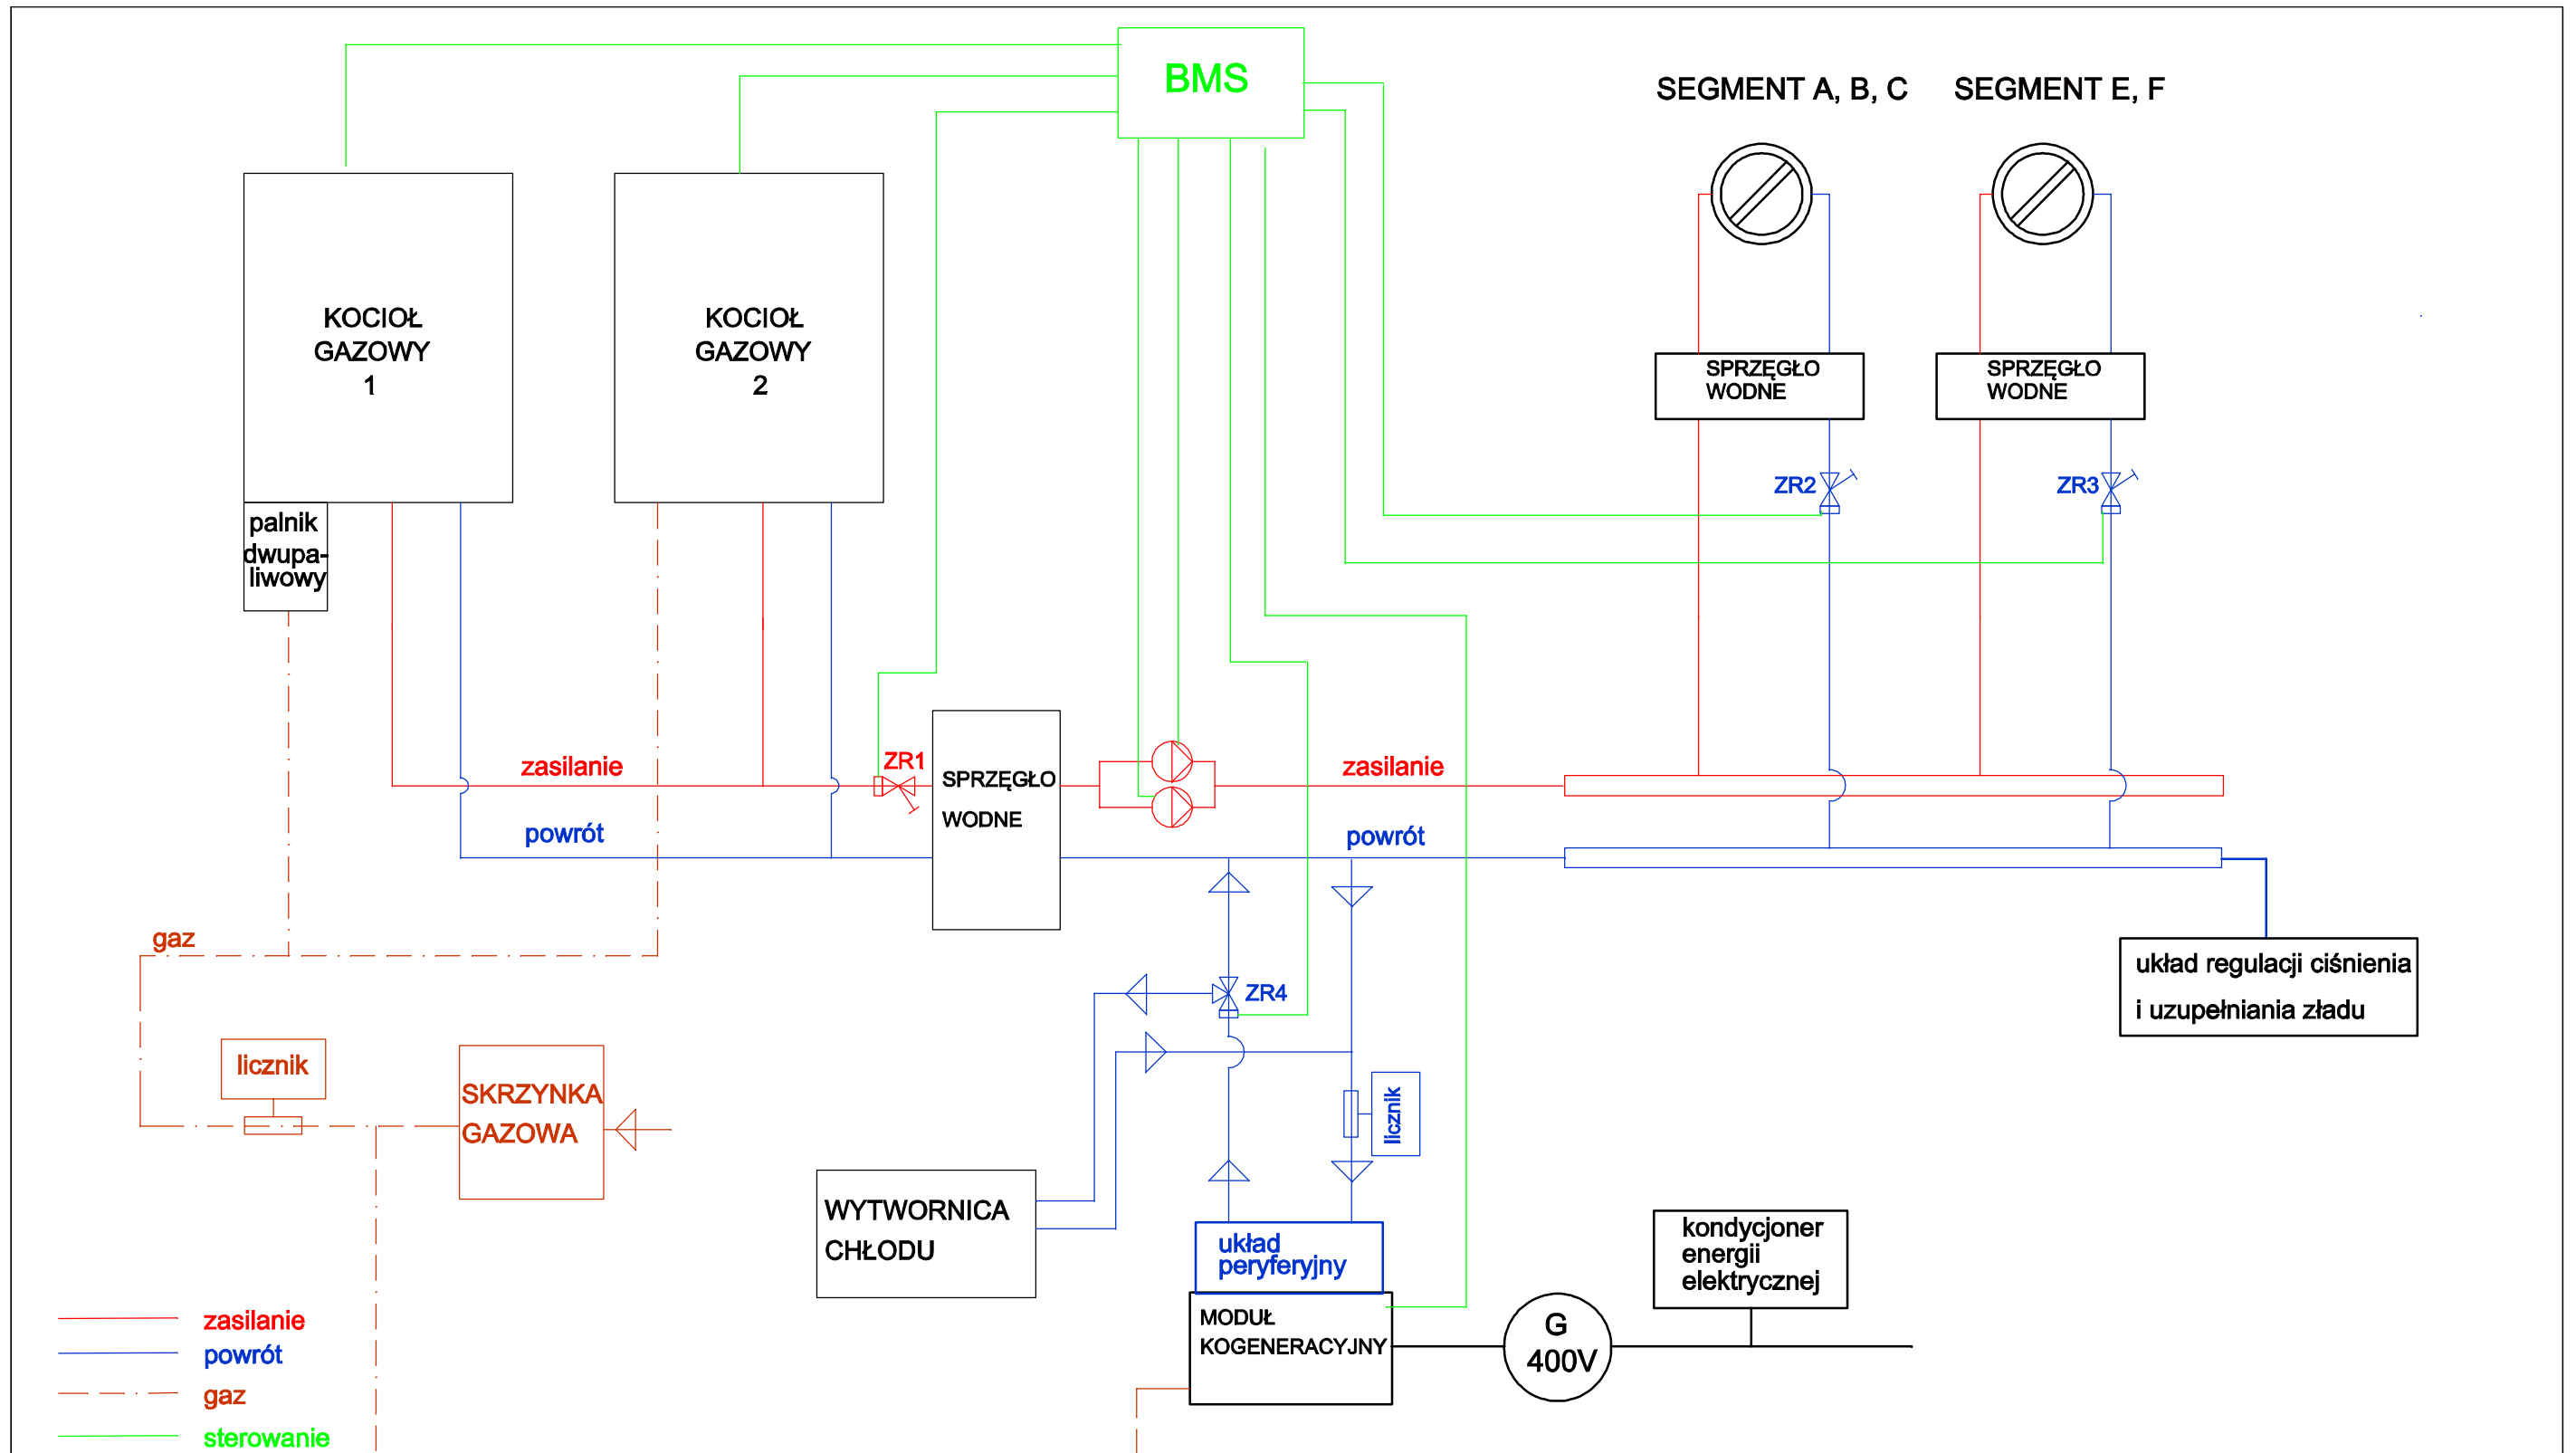 BMS
SEGMENT A, B, C
SEGMENT E, F
KOCIOŁ
GAZOWY
1
KOCIOŁ
GAZOWY
2
SPRZĘGŁO
WODNE
SPRZĘGŁO
WODNE
ZR2
ZR3
palnik
dwupa-
liwowy
zasilanie
ZR1
SPRZĘGŁO
WODNE
zasilanie
powrót
powrót
gaz
układ regulacji ciśnienia
i uzupełniania zładu
ZR4
licznik
SKRZYNKA
GAZOWA
licznik
WYTWORNICA
CHŁODU
układ
peryferyjny
kondycjoner
energii
elektrycznej
MODUŁ
KOGENERACYJNY
G
400V
zasilanie
powrót
gaz
sterowanie